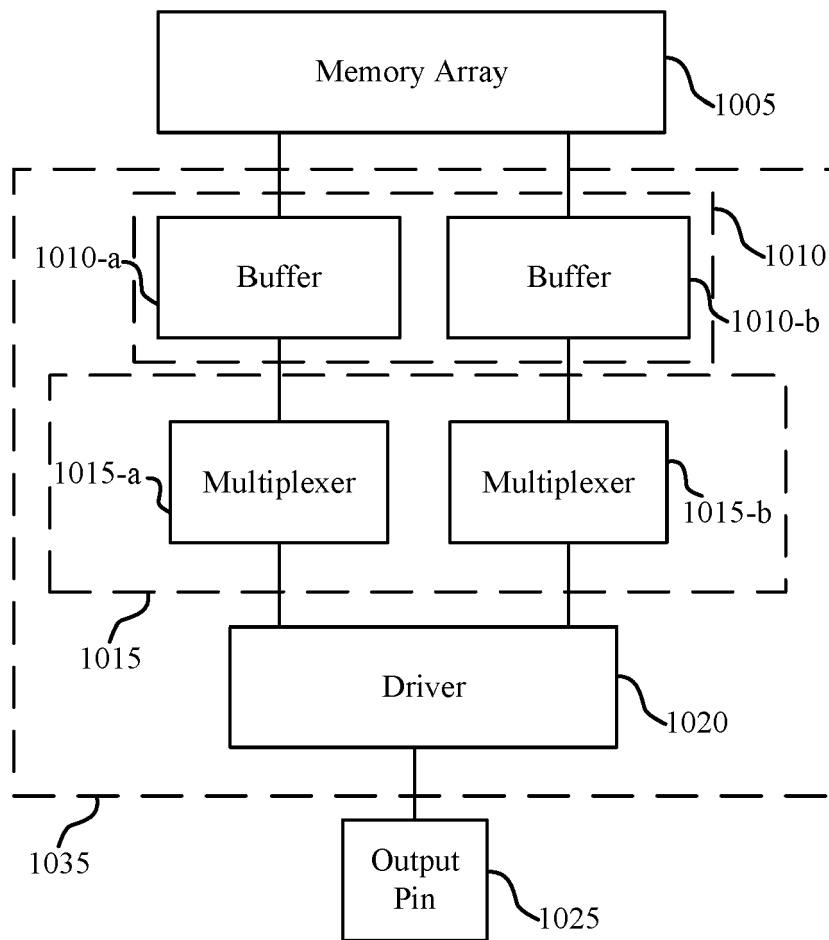 Memory Array
1005
1010-a
Buffer
Buffer
1010
1010-b
1015-a
Multiplexer
Multiplexer
1015-b
1015
Driver
1020
1035
Output
Pin
1025